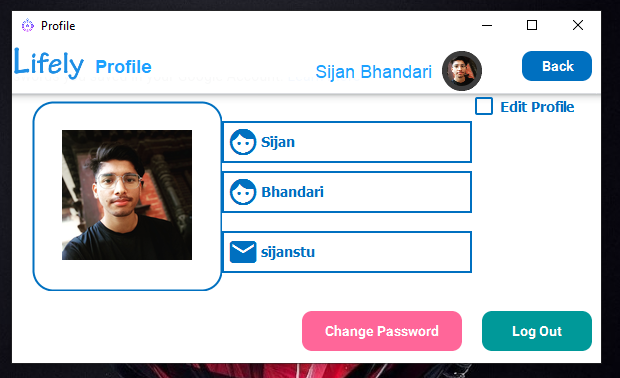 Profile
Lifely Profile
Sijan Bhandari
Back
Edit Profile
Sijan
Bhandari
sijanstu
Change Password
Log Out